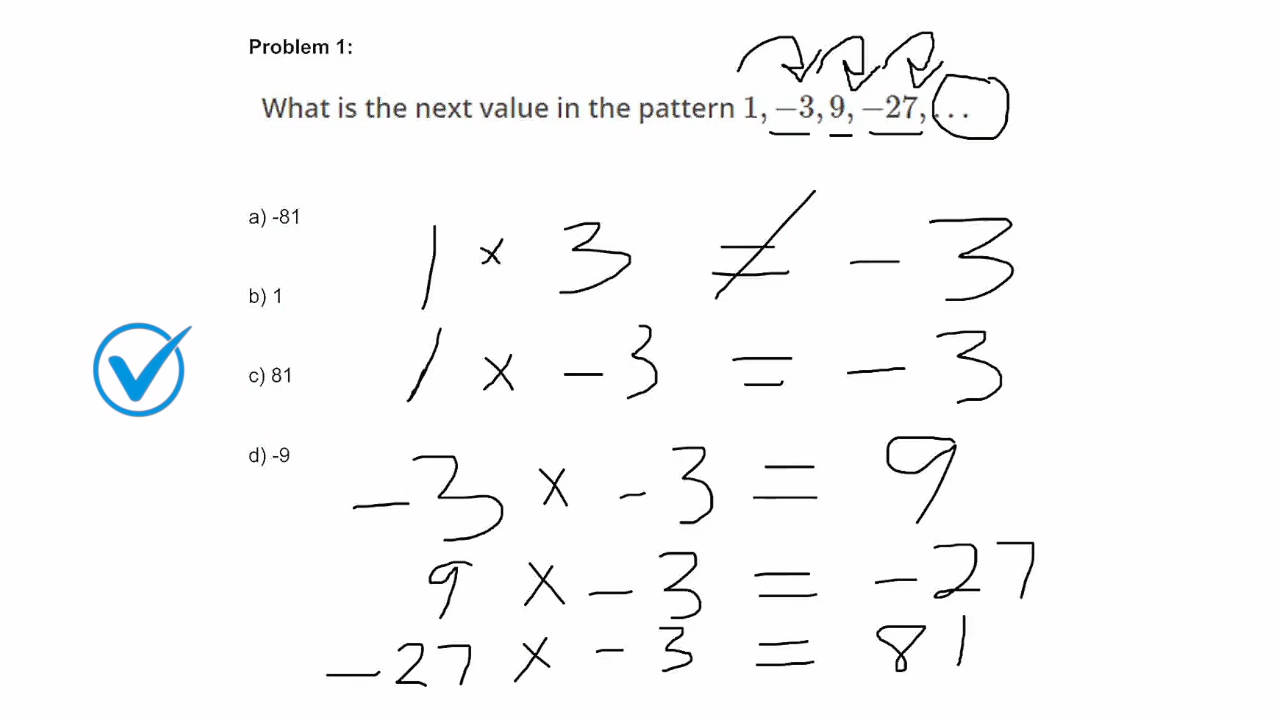 Problem 1:
What is the next value in the pattern 1, −3, 9, −27, ...
a) -81
1 × 3 ≠ − 3
b) 1
c) 81
1 × − 3 = − 3
d) -9
− 3 × - 3 = 9
9 × − 3 = − 27
− 27 × - 3 = 81